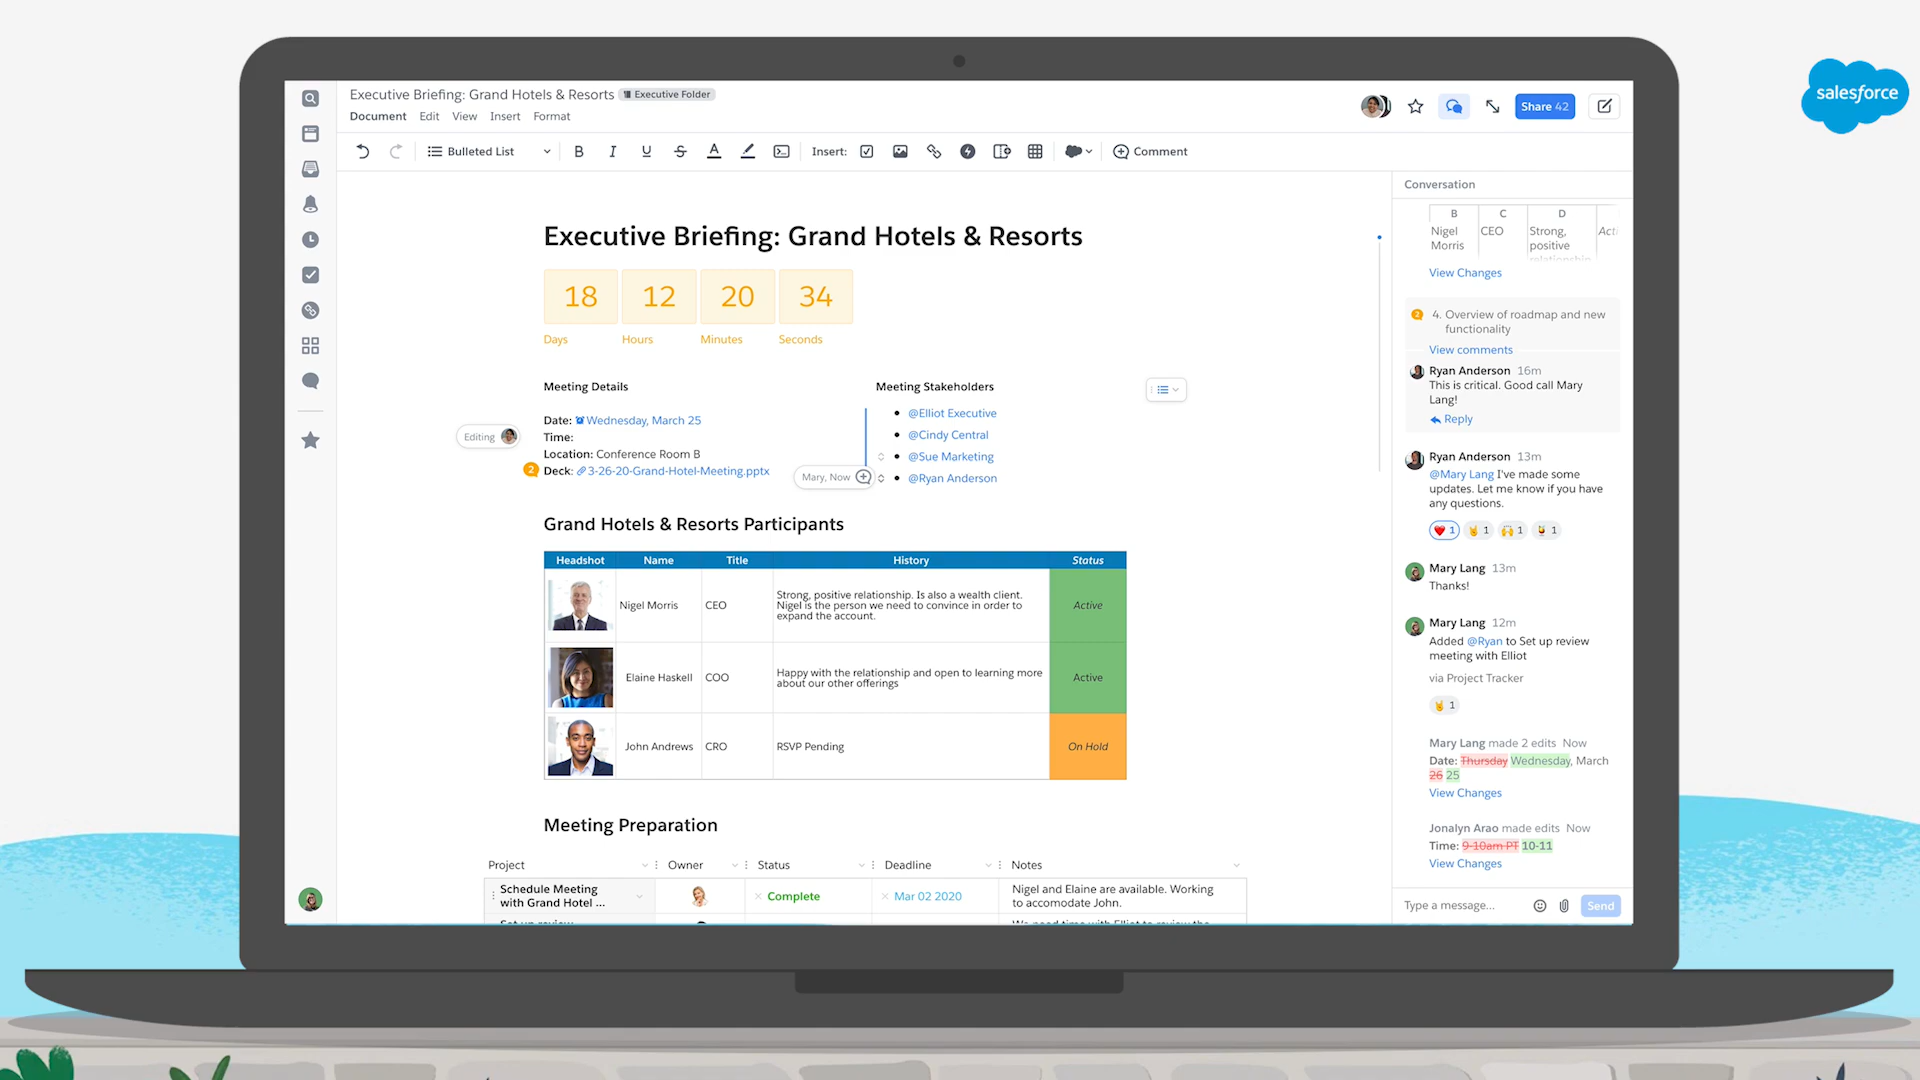 salesforce
Executive Briefing: Grand Hotels & Resorts Executive Folder
Document Edit View Insert Format
Share 42
Bulleted List B I U S A Insert: Comment
Executive Briefing: Grand Hotels & Resorts
18 12 20 34
Days Hours Minutes Seconds
Meeting Details
Date: Wednesday, March 25
Time:
Location: Conference Room B
2 Deck: 3-26-20-Grand-Hotel-Meeting.pptx
Editing
Mary, Now
Meeting Stakeholders
@Elliot Executive
@Cindy Central
@Sue Marketing
@Ryan Anderson
Grand Hotels & Resorts Participants
Headshot Name Title History Status
Nigel Morris CEO
Strong, positive relationship. Is also a wealth client.
Nigel is the person we need to convince in order to
expand the account.
Active
Elaine Haskell COO
Happy with the relationship and open to learning more
about our other offerings
Active
John Andrews CRO RSVP Pending On Hold
Meeting Preparation
Project Owner Status Deadline Notes
Schedule Meeting
with Grand Hotel ...
Complete
Mar 02 2020
Nigel and Elaine are available. Working
to accomodate John.
Conversation
B C D
Nigel
Morris
CEO
Strong,
positive
relationship
Acti
View Changes
2 4. Overview of roadmap and new
functionality
View comments
Ryan Anderson 16m
This is critical. Good call Mary
Lang!
Reply
Ryan Anderson 13m
@Mary Lang I've made some
updates. Let me know if you have
any questions.
1 1 1 1
Mary Lang 13m
Thanks!
Mary Lang 12m
Added @Ryan to Set up review
meeting with Elliot
via Project Tracker
1
Mary Lang made 2 edits Now
Date: Thursday Wednesday, March
26 25
View Changes
Jonalyn Arao made edits Now
Time: 9-10am PT 10-11
View Changes
Type a message... Send